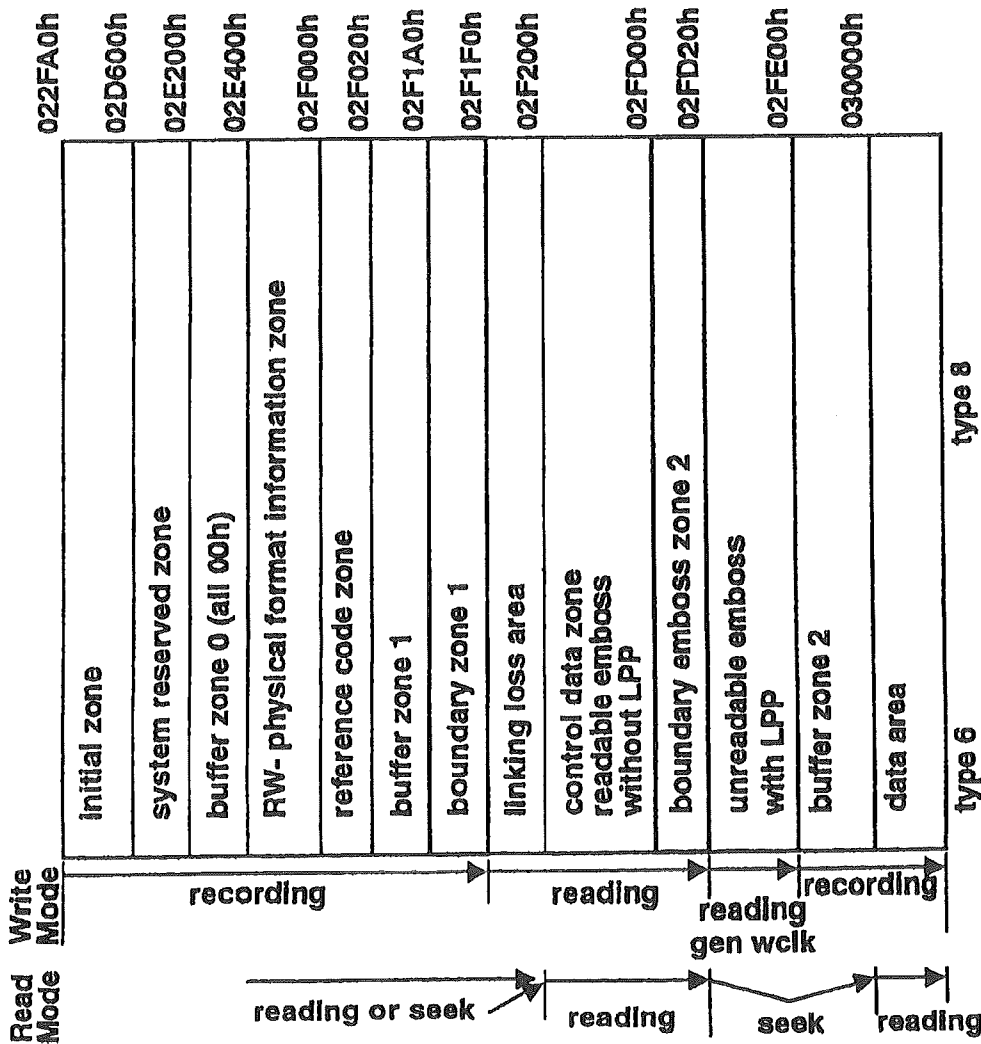 022FA0h
02D600h
02E200h
02E400h
02F000h
02F020h
02F1A0h
02F1F0h
02F200h
02FD00h
02FD20h
02FE00h
030000h
initial zone
system reserved zone
buffer zone 0 (all 00h)
RW- physical format information zone
reference code zone
buffer zone 1
boundary zone 1
linking loss area
control data zone
readable emboss
without LPP
boundary emboss zone 2
unreadable emboss
with LPP
buffer zone 2
data area
type 6
type 8
Write
Mode
recording
reading
reading
gen wclk
recording
Read
Mode
reading or seek
reading
seek
reading